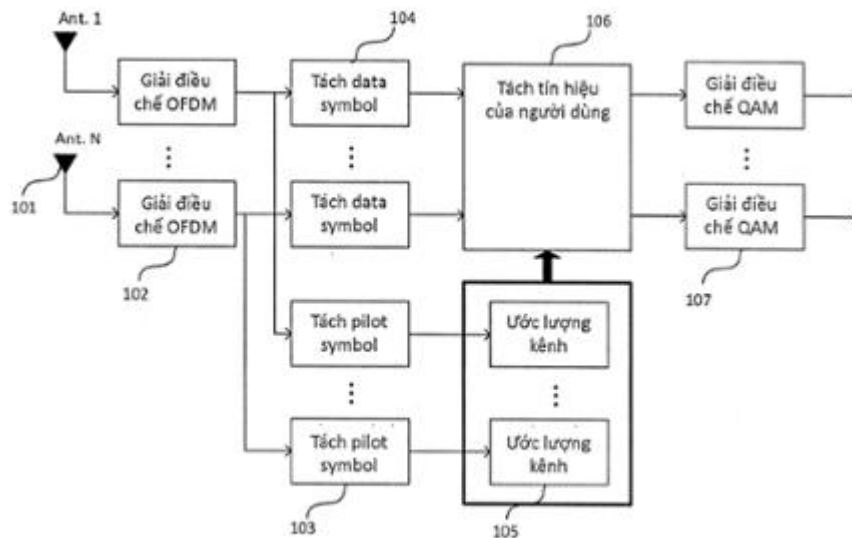 Ant. 1
104
106
Giải điều
chế OFDM
Tách data
symbol
Tách tín hiệu
của người dùng
Giải điều
chế QAM
Ant. N
101
Giải điều
chế OFDM
Tách data
symbol
Giải điều
chế QAM
102
107
Tách pilot
symbol
Ước lượng
kênh
Tách pilot
symbol
Ước lượng
kênh
103
105